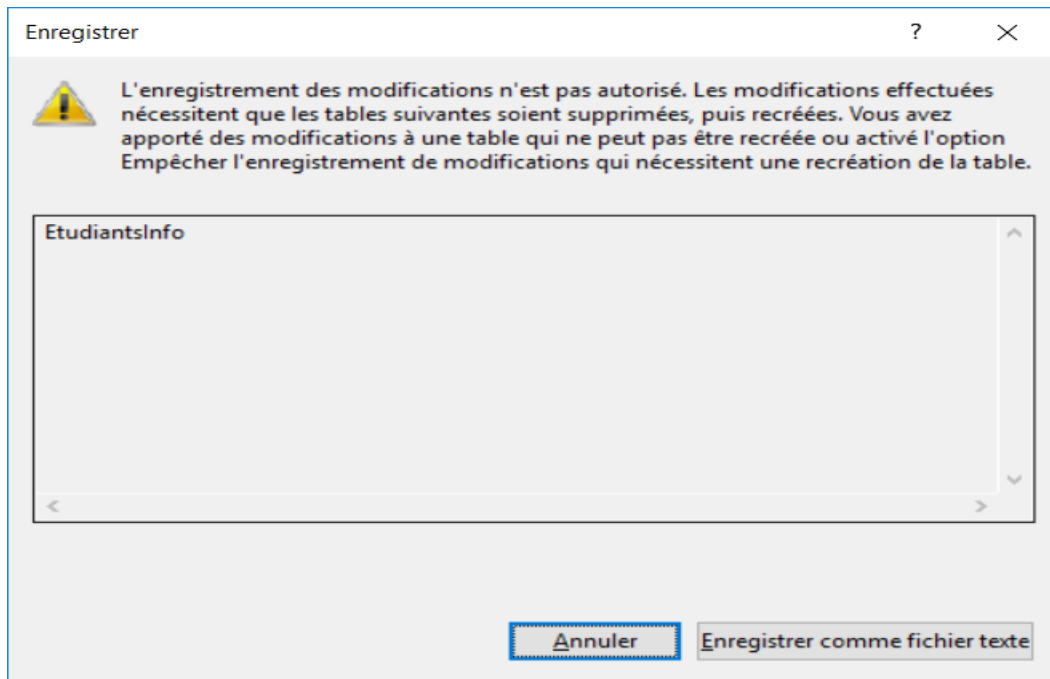 Enregistrer
?
L'enregistrement des modifications n'est pas autorisé. Les modifications effectuées
nécessitent que les tables suivantes soient supprimées, puis recréées. Vous avez
apporté des modifications à une table qui ne peut pas être recréée ou activé l'option
Empêcher l'enregistrement de modifications qui nécessitent une recréation de la table.
EtudiantsInfo
Annuler
Enregistrer comme fichier texte